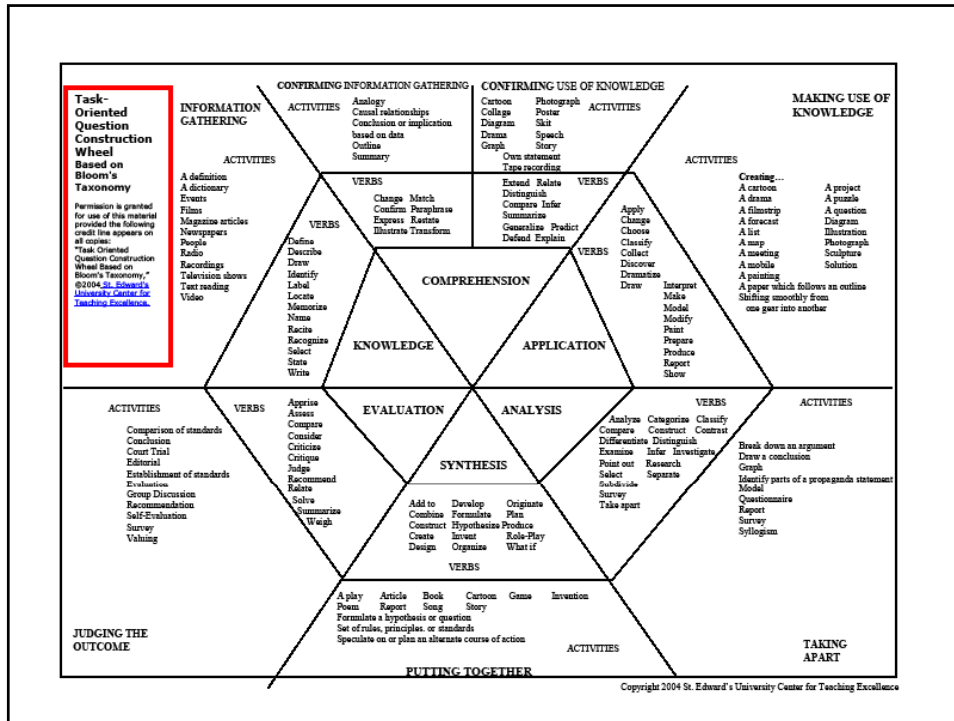 Task-
Oriented
Question
Construction
Wheel
Based on
Bloom's
Taxonomy
Permission is granted
for use of this material
provided the following
credit line appears on
all copies:
"Task Oriented
Question Construction
Wheel Based on
Bloom's Taxonomy,"
©2004 St. Edward's
University Center for
Teaching Excellence.
INFORMATION
GATHERING
ACTIVITIES
A definition
A dictionary
Events
Films
Magazine articles
Newspapers
People
Radio
Recordings
Television shows
Text reading
Video
VERBS
Define
Describe
Draw
Identify
Label
Locate
Memorize
Name
Recite
Recognize
Select
State
Write
KNOWLEDGE
CONFIRMING INFORMATION GATHERING
ACTIVITIES
Analogy
Causal relationships
Conclusion or implication
based on data
Outline
Summary
VERBS
Change Match
Confirm Paraphrase
Express Restate
Illustrate Transform
CONFIRMING USE OF KNOWLEDGE
Cartoon Photograph
Collage Poster
Diagram Skit
Drama Speech
Graph Story
Own statement
Tape recording
ACTIVITIES
Extend Relate
Distinguish
Compare Infer
Summarize
Generalize Predict
Defend Explain
VERBS
COMPREHENSION
MAKING USE OF
KNOWLEDGE
ACTIVITIES
Creating...
A cartoon A project
A drama A puzzle
A filmstrip A question
A forecast Diagram
A list Illustration
A map Photograph
A meeting Sculpture
A mobile Solution
A painting
A paper which follows an outline
Shifting smoothly from
one gear into another
VERBS
Apply
Change
Choose
Classify
Collect
Discover
Dramatize
Draw
Interpret
Make
Model
Modify
Paint
Prepare
Produce
Report
Show
APPLICATION
ACTIVITIES
Comparison of standards
Conclusion
Court Trial
Editorial
Establishment of standards
Evaluation
Group Discussion
Recommendation
Self-Evaluation
Survey
Valuing
VERBS
Apprise
Assess
Compare
Consider
Criticize
Critique
Judge
Recommend
Relate
Solve
Summarize
Weigh
EVALUATION
JUDGING THE
OUTCOME
ANALYSIS
VERBS
Analyze Categorize Classify
Compare Construct Contrast
Differentiate Distinguish
Examine Infer Investigate
Point out Research
Select Separate
Subdivide
Survey
Take apart
ACTIVITIES
Break down an argument
Draw a conclusion
Graph
Identify parts of a propaganda statement
Model
Questionnaire
Report
Survey
Syllogism
TAKING
APART
SYNTHESIS
Add to Develop Originate
Combine Formulate Plan
Construct Hypothesize Produce
Create Invent Role-Play
Design Organize What if
VERBS
A play Article Book Cartoon Game Invention
Poem Report Song Story
Formulate a hypothesis or question
Set of rules, principles. or standards
Speculate on or plan an alternate course of action
ACTIVITIES
PUTTING TOGETHER
Copyright 2004 St. Edward's University Center for Teaching Excellence